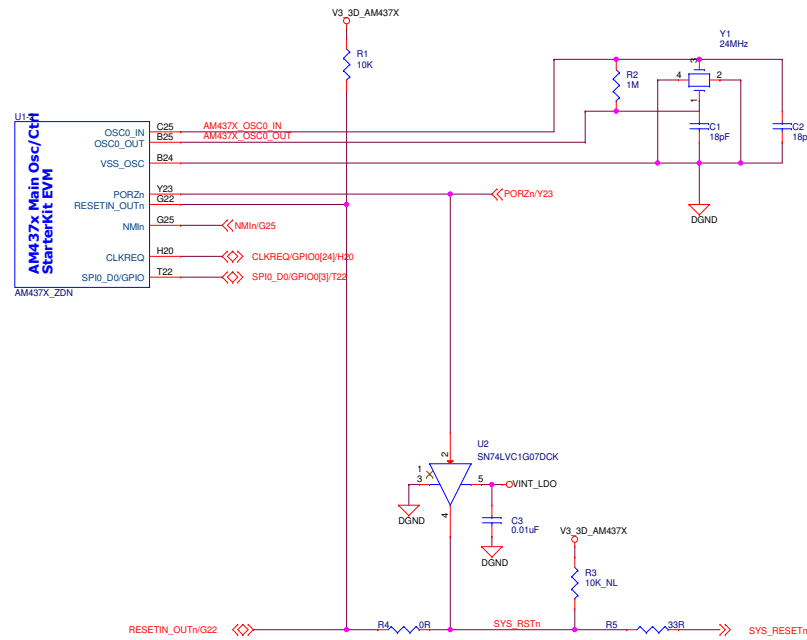 V3_3D_AM437X
R1
10K
Y1
24MHz
3
4
2
1
R2
1M
C1
18pF
C2
18p
DGND
U1-
AM437x Main Osc/Ctrl
StarterKit EVM
OSC0_IN
C25
AM437X_OSC0_IN
OSC0_OUT
B25
AM437X_OSC0_OUT
VSS_OSC
B24
PORZn
Y23
PORZn/Y23
RESETIN_OUTn
G22
NMIn
G25
NMIn/G25
CLKREQ
H20
CLKREQ/GPIO0[24]/H20
SPI0_D0/GPIO
T22
SPI0_D0/GPIO0[3]/T22
AM437X_ZDN
U2
SN74LVC1G07DCK
2
1
3
5
4
VINT_LDO
DGND
C3
0.01uF
DGND
V3_3D_AM437X
R3
10K_NL
RESETIN_OUTn/G22
R4
0R
SYS_RSTn
R5
33R
SYS_RESETn